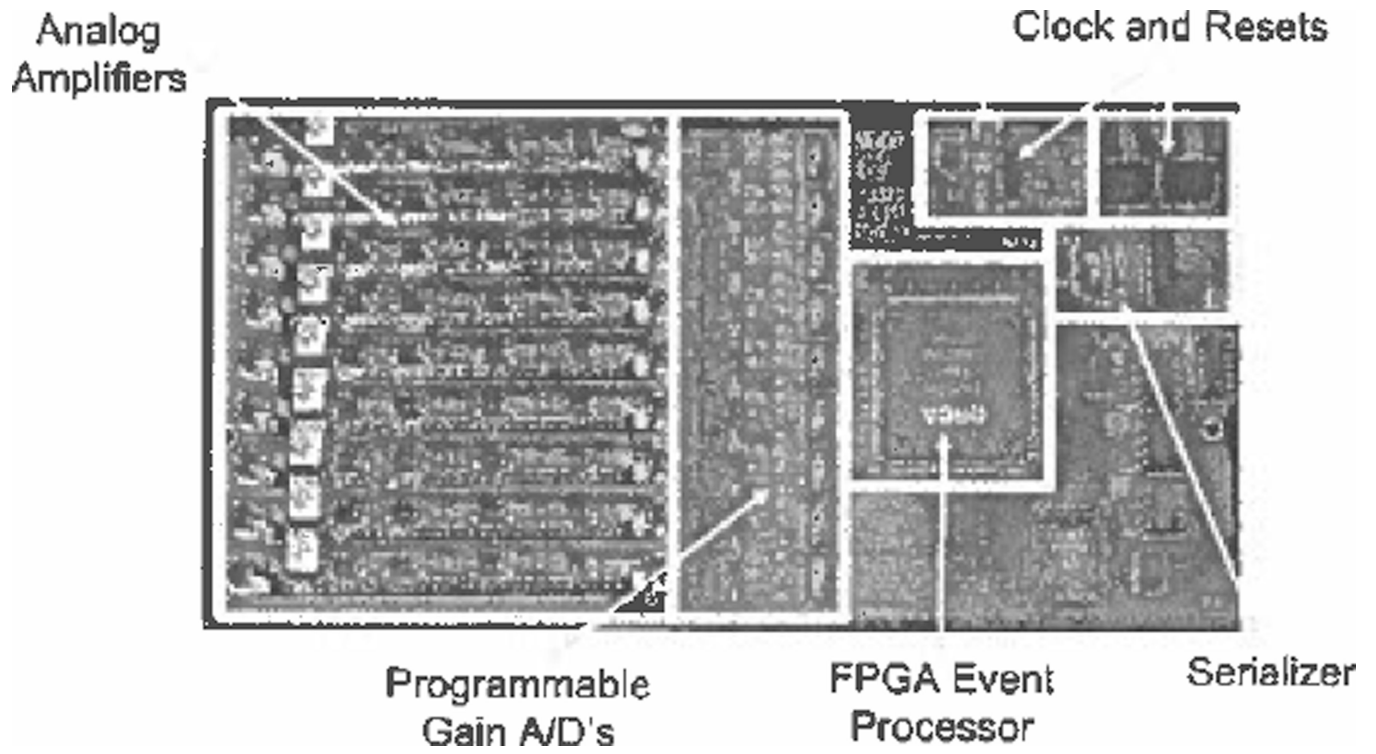 Analog
Amplifiers
Clock and Resets
Programmable
Gain A/D's
FPGA Event
Processor
Serializer